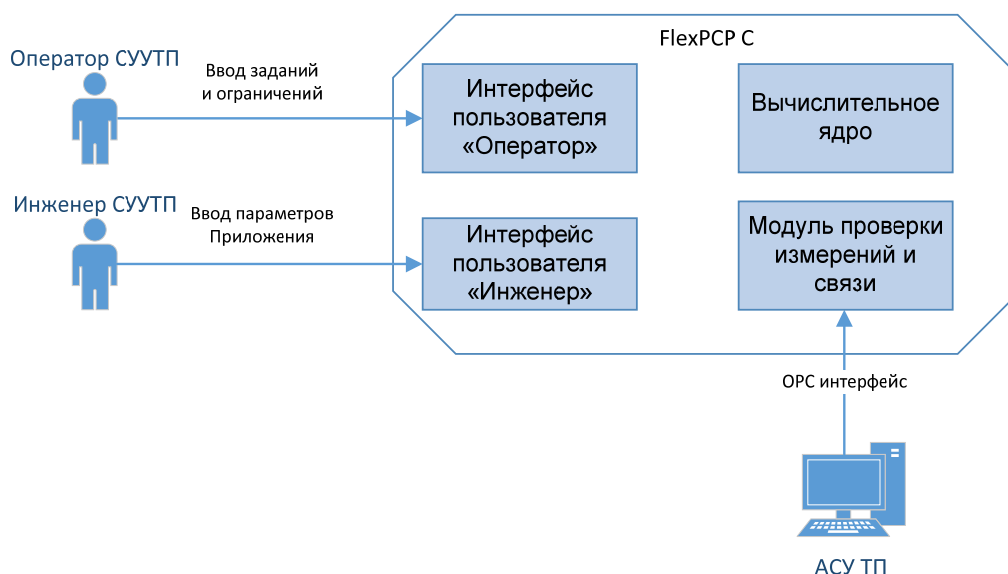 FlexPCP C
Оператор СУУТП
Ввод заданий
и ограничений
Интерфейс
пользователя
«Оператор»
Вычислительное
ядро
Инженер СУУТП
Ввод параметров
Приложения
Интерфейс
пользователя
«Инженер»
Модуль проверки
измерений и
связи
OPC интерфейс
АСУ ТП